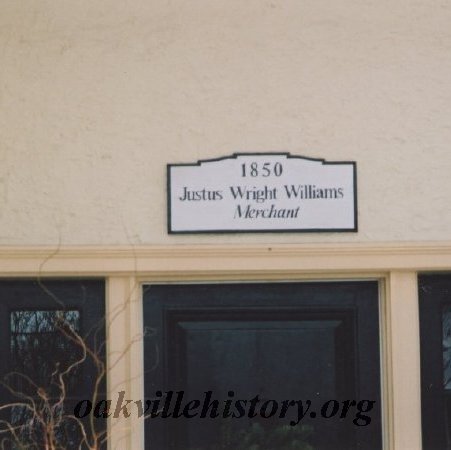 1850
Justus Wright Williams
Merchant
oakvillehistory.org